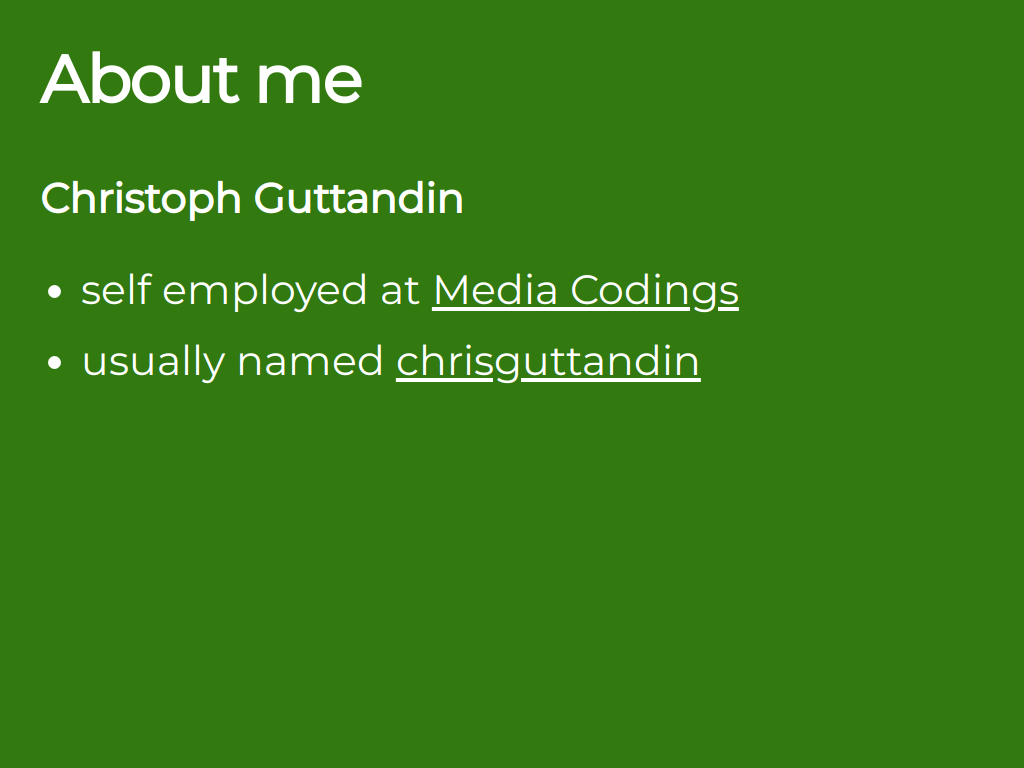 About me
Christoph Guttandin
self employed at Media Codings
usually named chrisguttandin